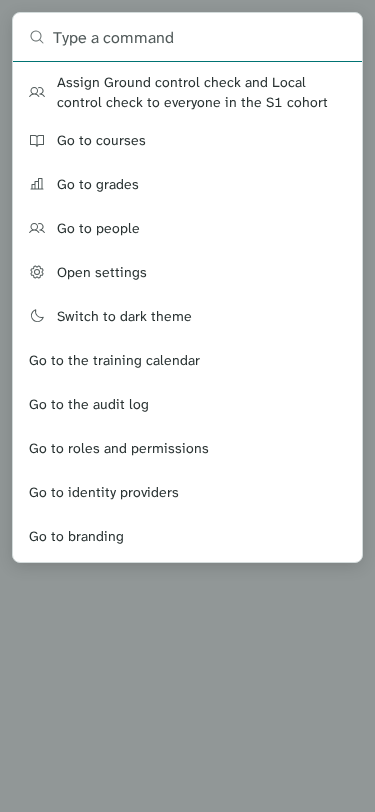 Type a command
Assign Ground control check and Local
control check to everyone in the S1 cohort
Go to courses
Go to grades
Go to people
Open settings
Switch to dark theme
Go to the training calendar
Go to the audit log
Go to roles and permissions
Go to identity providers
Go to branding